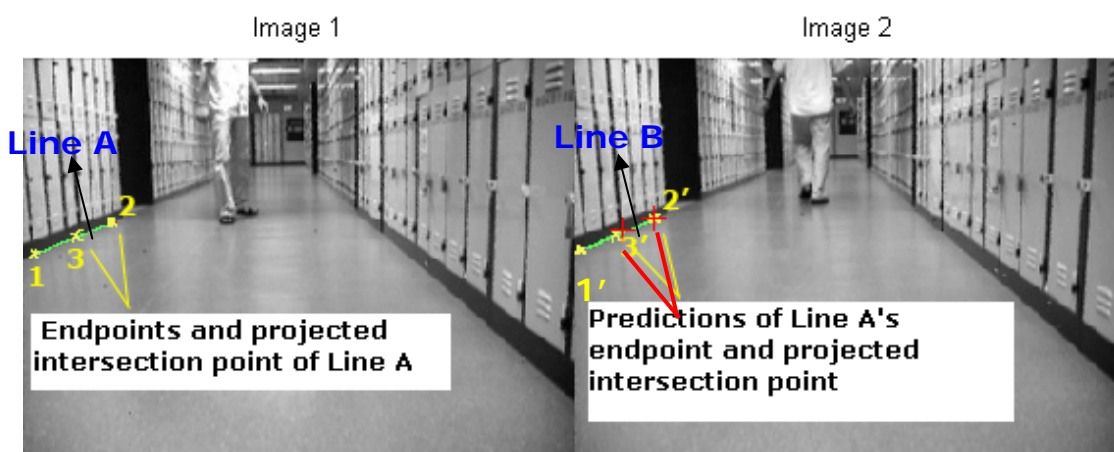 Image 1
Image 2
Line A
2
3
1
Endpoints and projected
intersection point of Line A
Line B
2'
3'
1'
Predictions of Line A's
endpoint and projected
intersection point